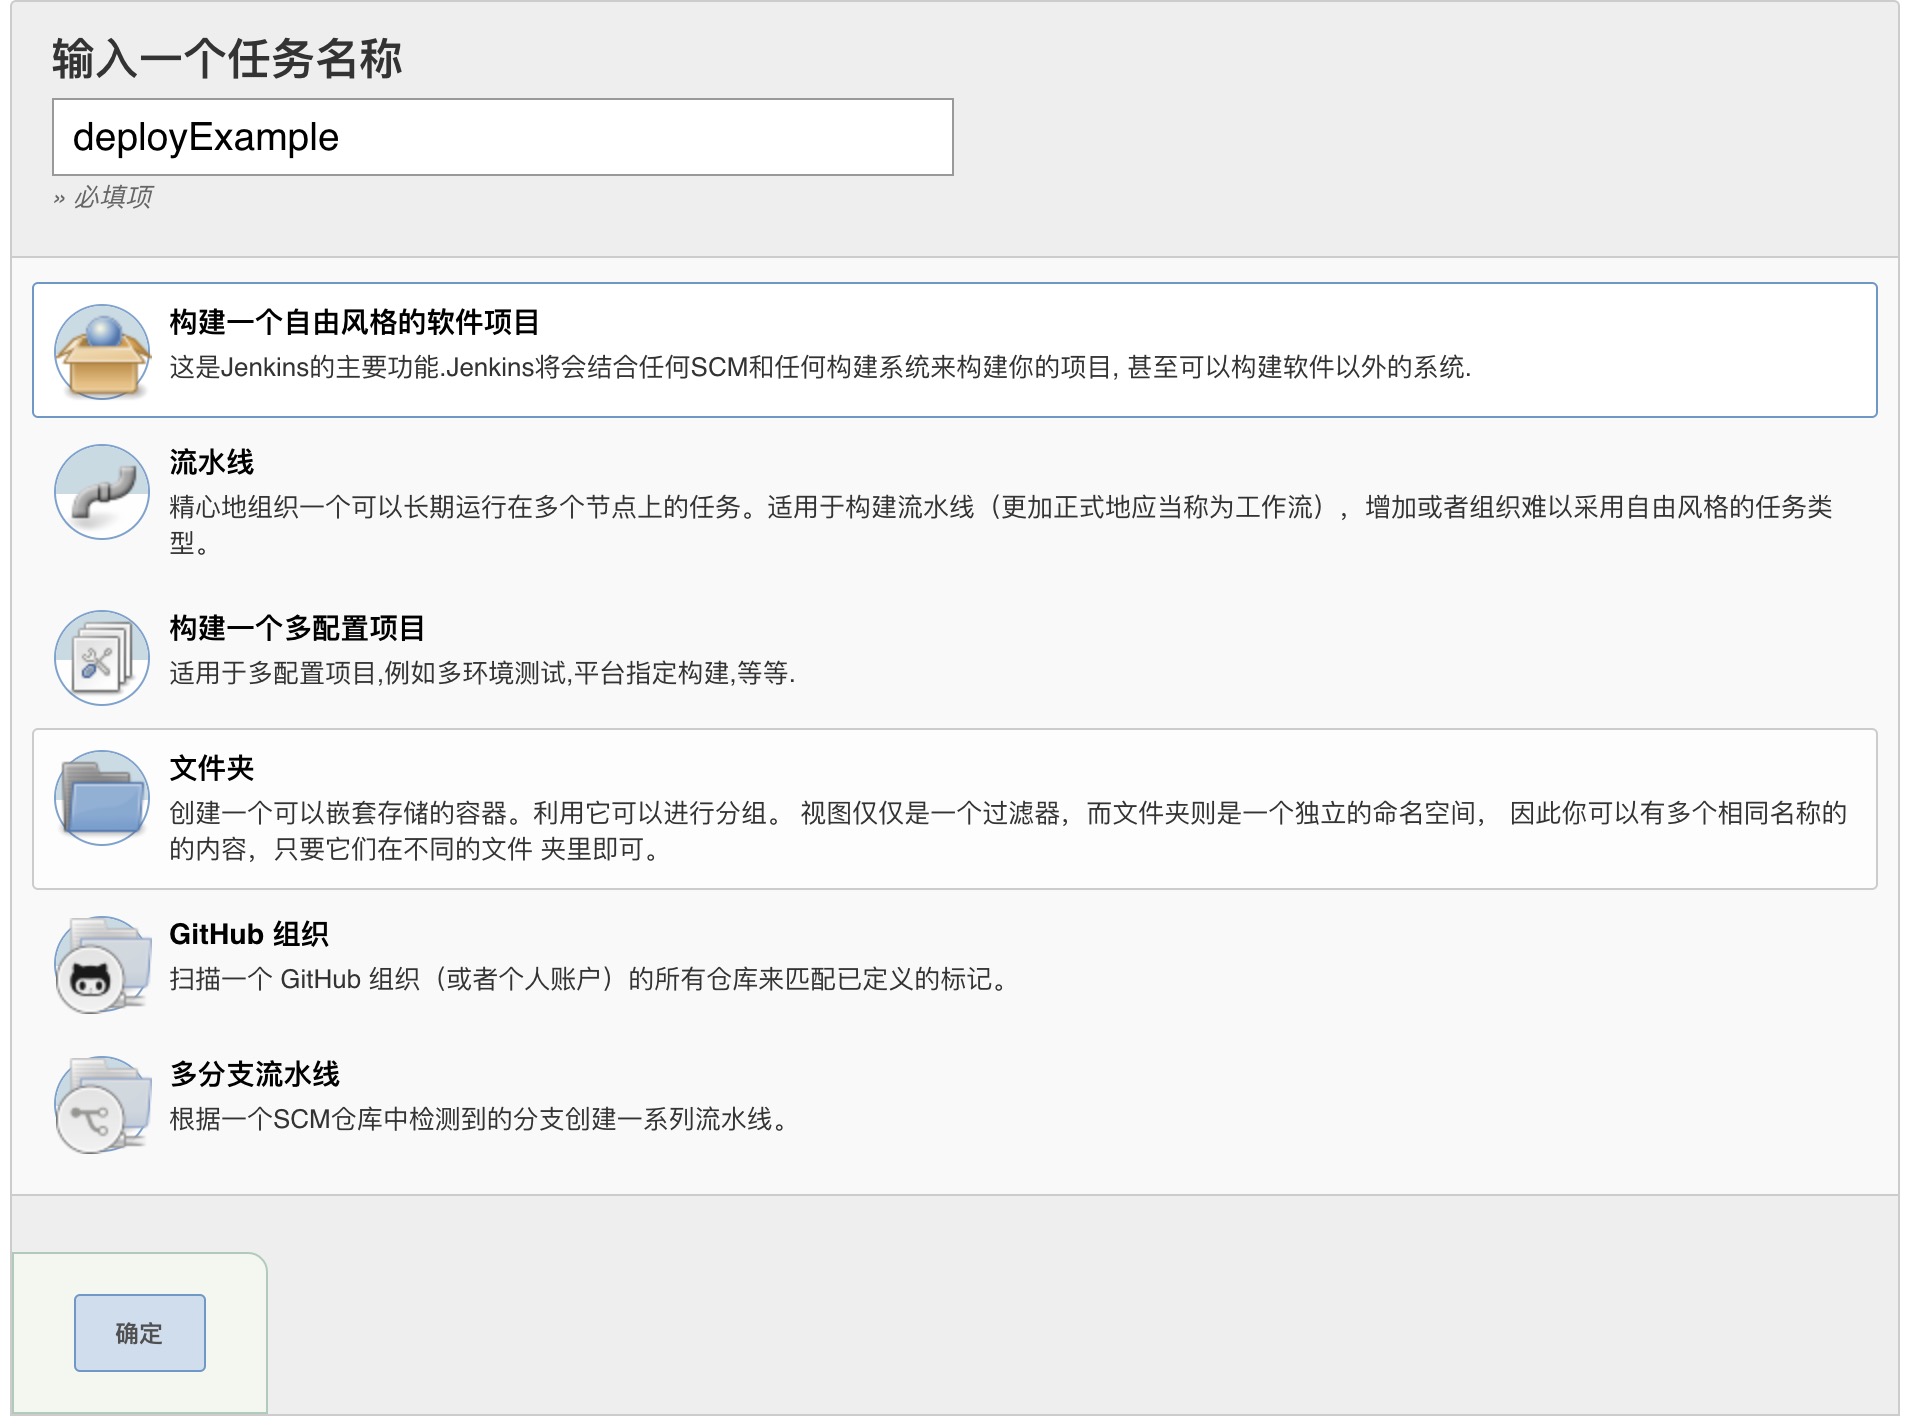 输入一个任务名称
deployExample
» 必填项
构建一个自由风格的软件项目
这是Jenkins的主要功能.Jenkins将会结合任何SCM和任何构建系统来构建你的项目, 甚至可以构建软件以外的系统.
流水线
精心地组织一个可以长期运行在多个节点上的任务。适用于构建流水线（更加正式地应当称为工作流），增加或者组织难以采用自由风格的任务类
型。
构建一个多配置项目
适用于多配置项目,例如多环境测试,平台指定构建,等等.
文件夹
创建一个可以嵌套存储的容器。利用它可以进行分组。 视图仅仅是一个过滤器，而文件夹则是一个独立的命名空间， 因此你可以有多个相同名称的
的内容，只要它们在不同的文件 夹里即可。
GitHub 组织
扫描一个 GitHub 组织（或者个人账户）的所有仓库来匹配已定义的标记。
多分支流水线
根据一个SCM仓库中检测到的分支创建一系列流水线。
确定